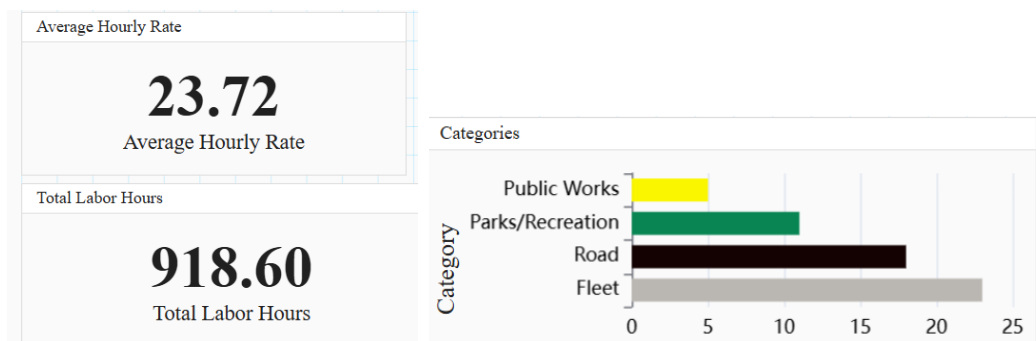 Average Hourly Rate
23.72
Average Hourly Rate
Total Labor Hours
918.60
Total Labor Hours
Categories
Category
Public Works
Parks/Recreation
Road
Fleet
0 5 10 15 20 25